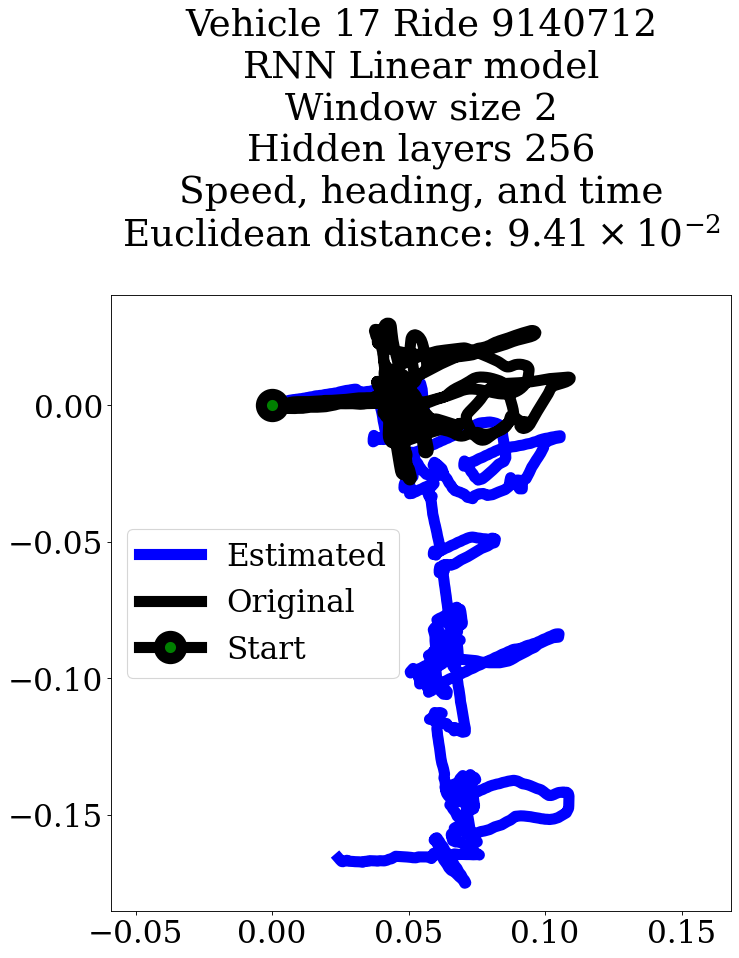 Vehicle 17 Ride 9140712
RNN Linear model
Window size 2
Hidden layers 256
Speed, heading, and time
Euclidean distance: 9.41 × 10⁻²
0.00
−0.05
−0.10
−0.15
Estimated
Original
Start
−0.05 0.00 0.05 0.10 0.15